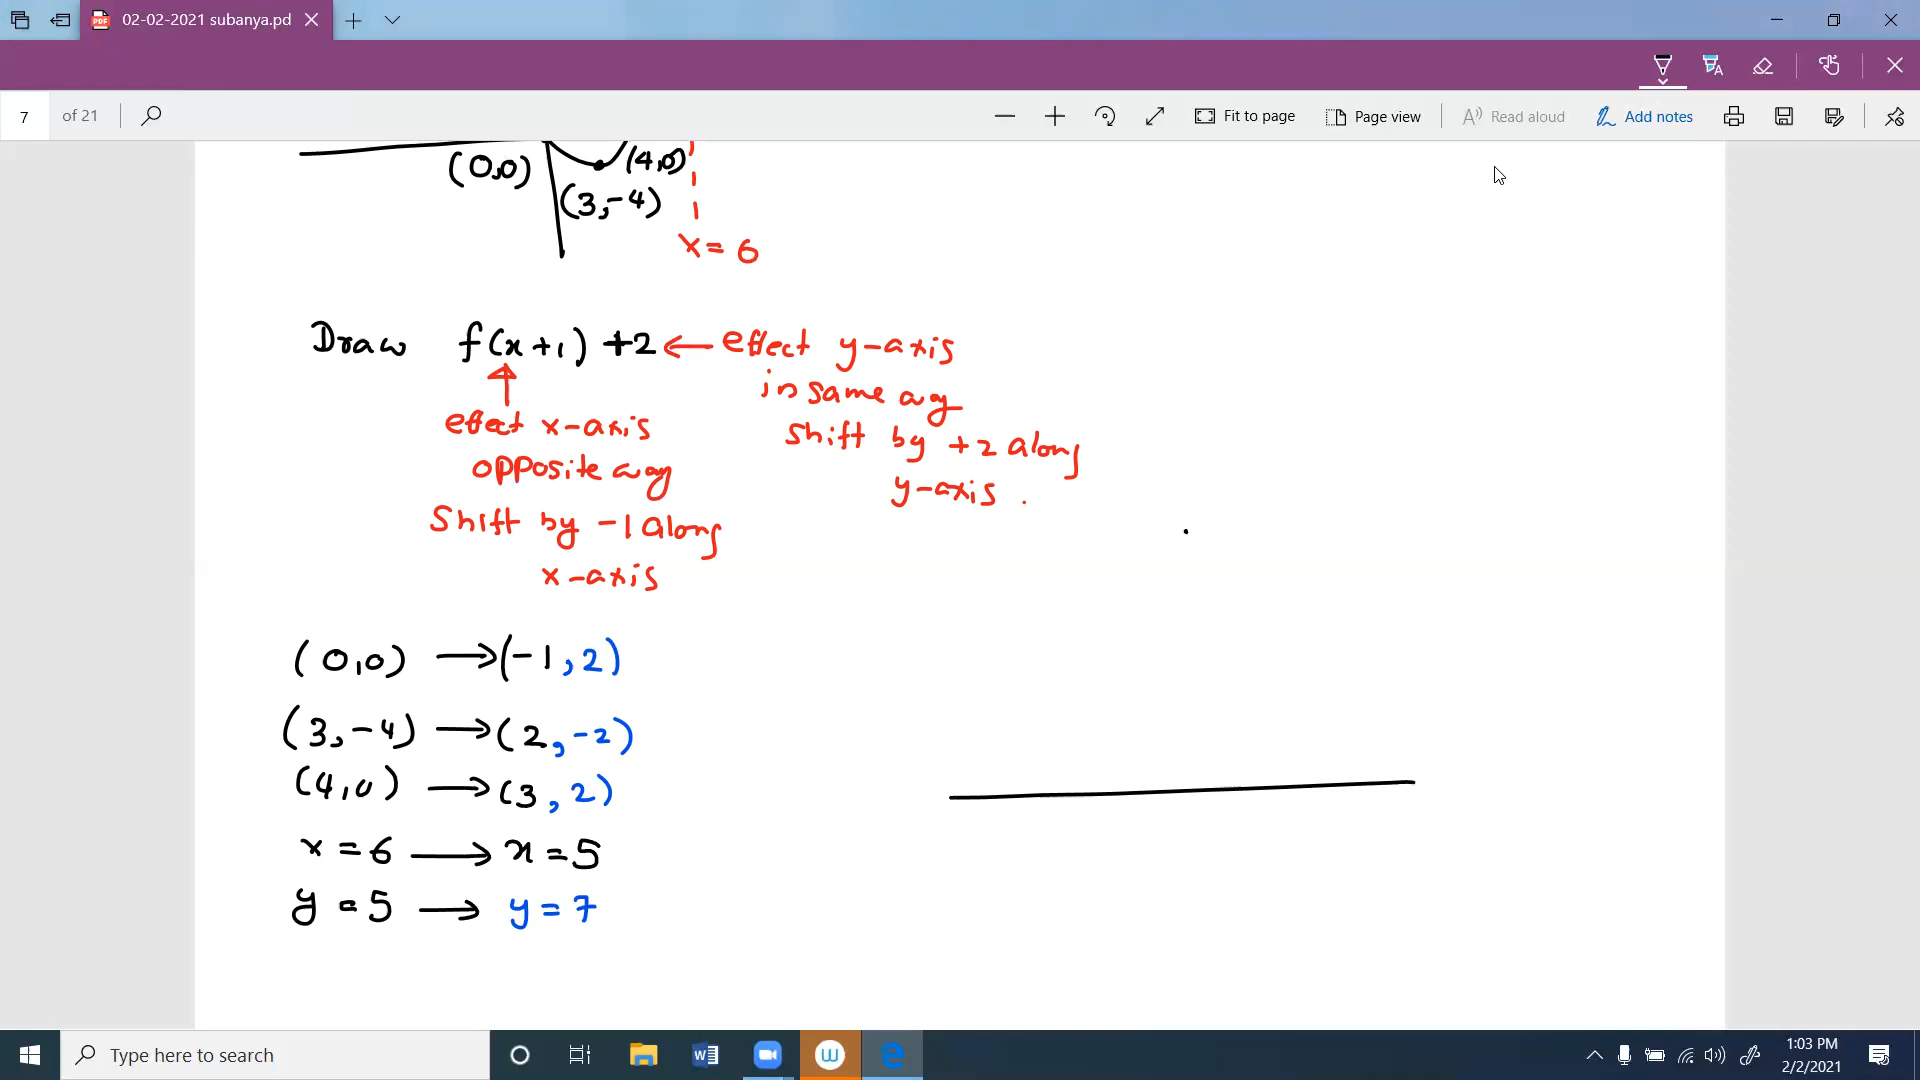 02-02-2021 subanya.pd
7 of 21
Fit to page
Page view
Read aloud
Add notes
(0,0)
(4,0)
(3,-4)
x = 6
Draw f(x+1) +2 ← effect y-axis
in same way
shift by +2 along
y-axis .
effect x-axis
opposite way
Shift by -1 along
x-axis
(0,0) → (-1,2)
(3,-4) → (2,-2)
(4,0) → (3,2)
x = 6 → x = 5
y = 5 → y = 7
Type here to search
1:03 PM
2/2/2021